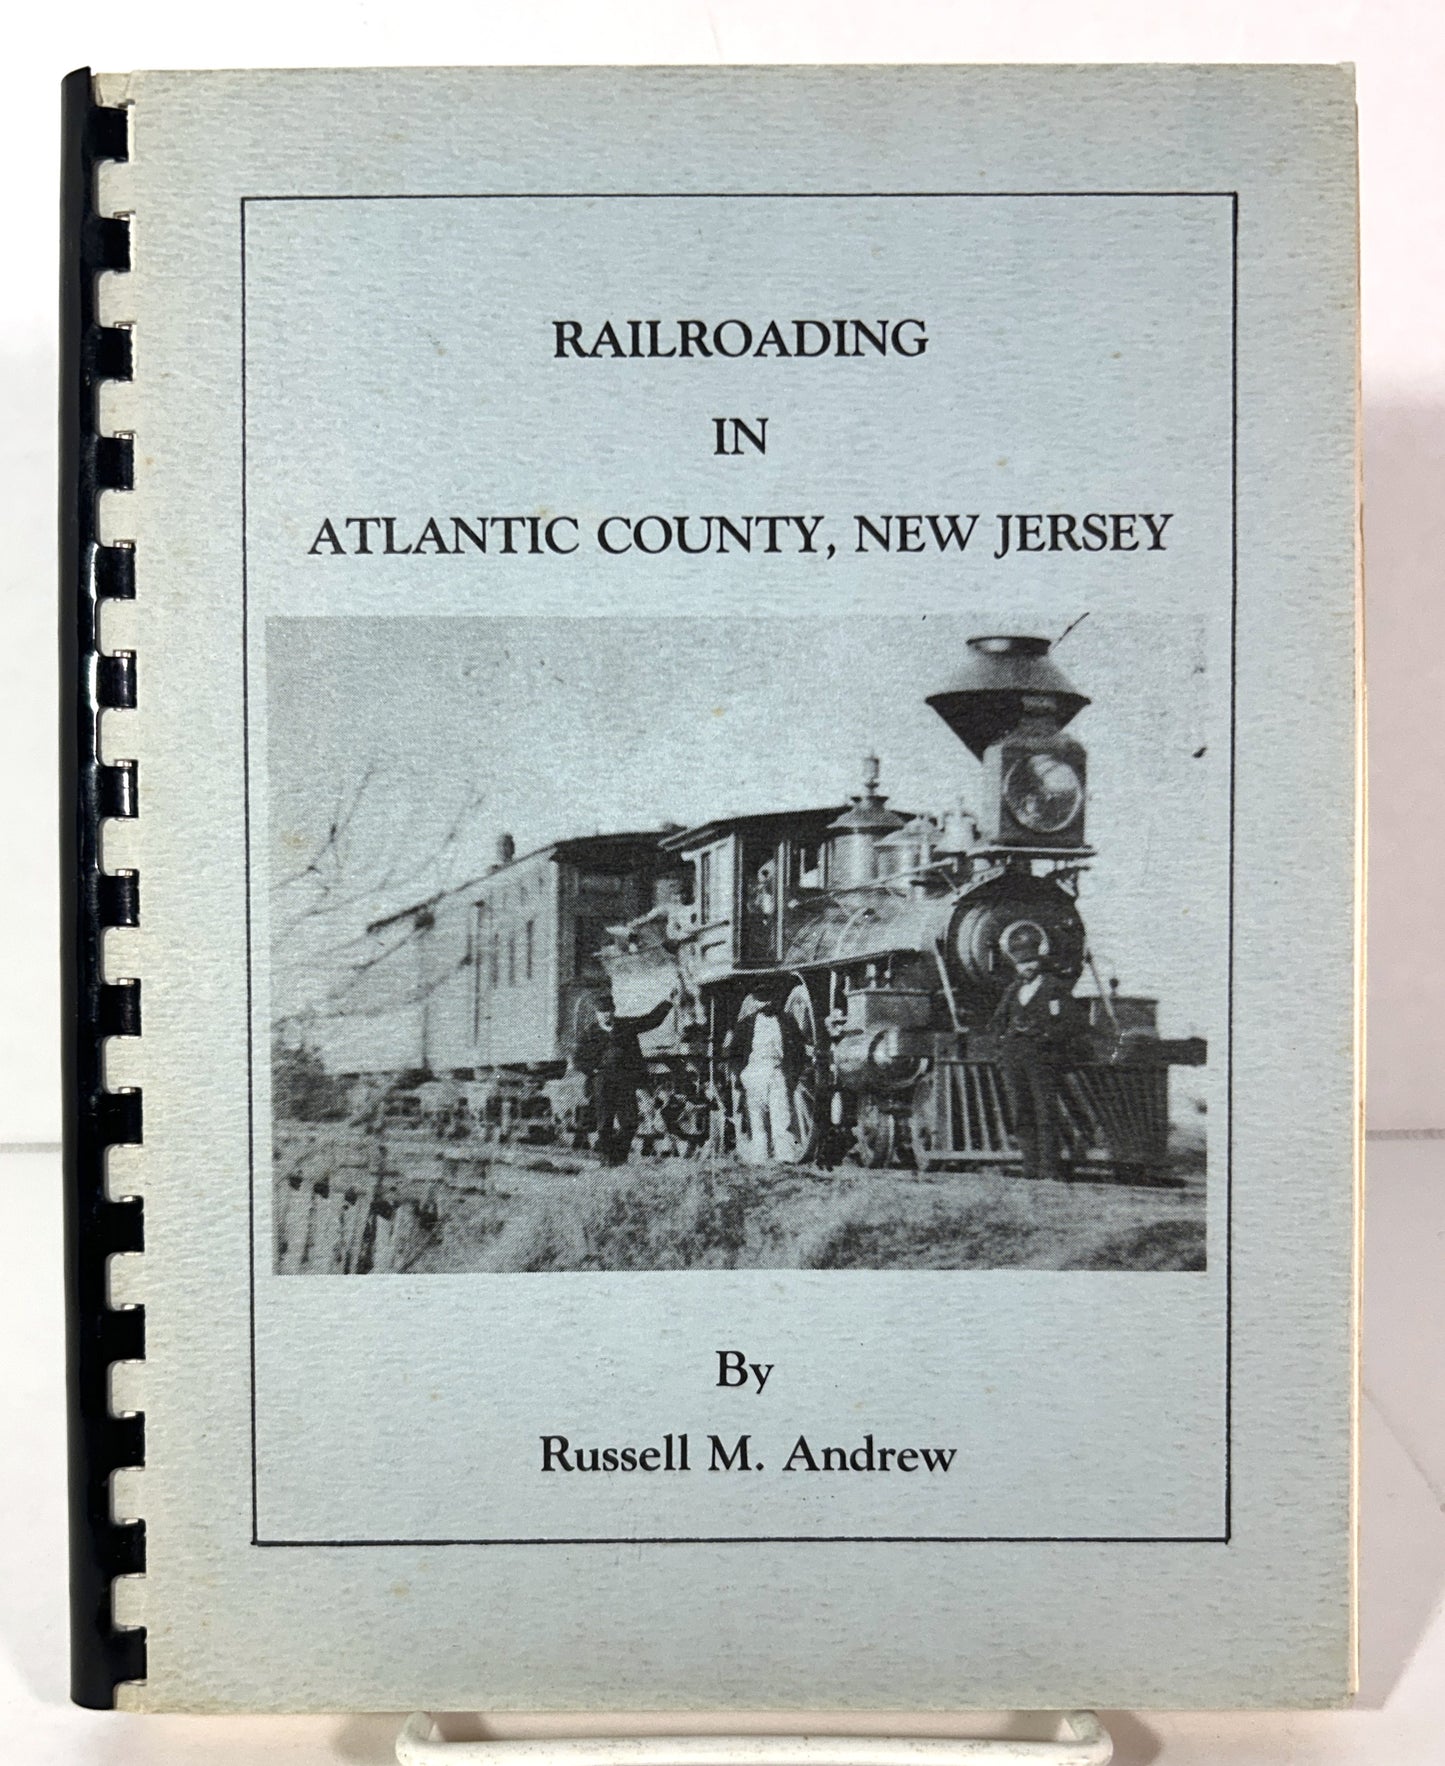 RAILROADING
IN
ATLANTIC COUNTY, NEW JERSEY
By
Russell M. Andrew